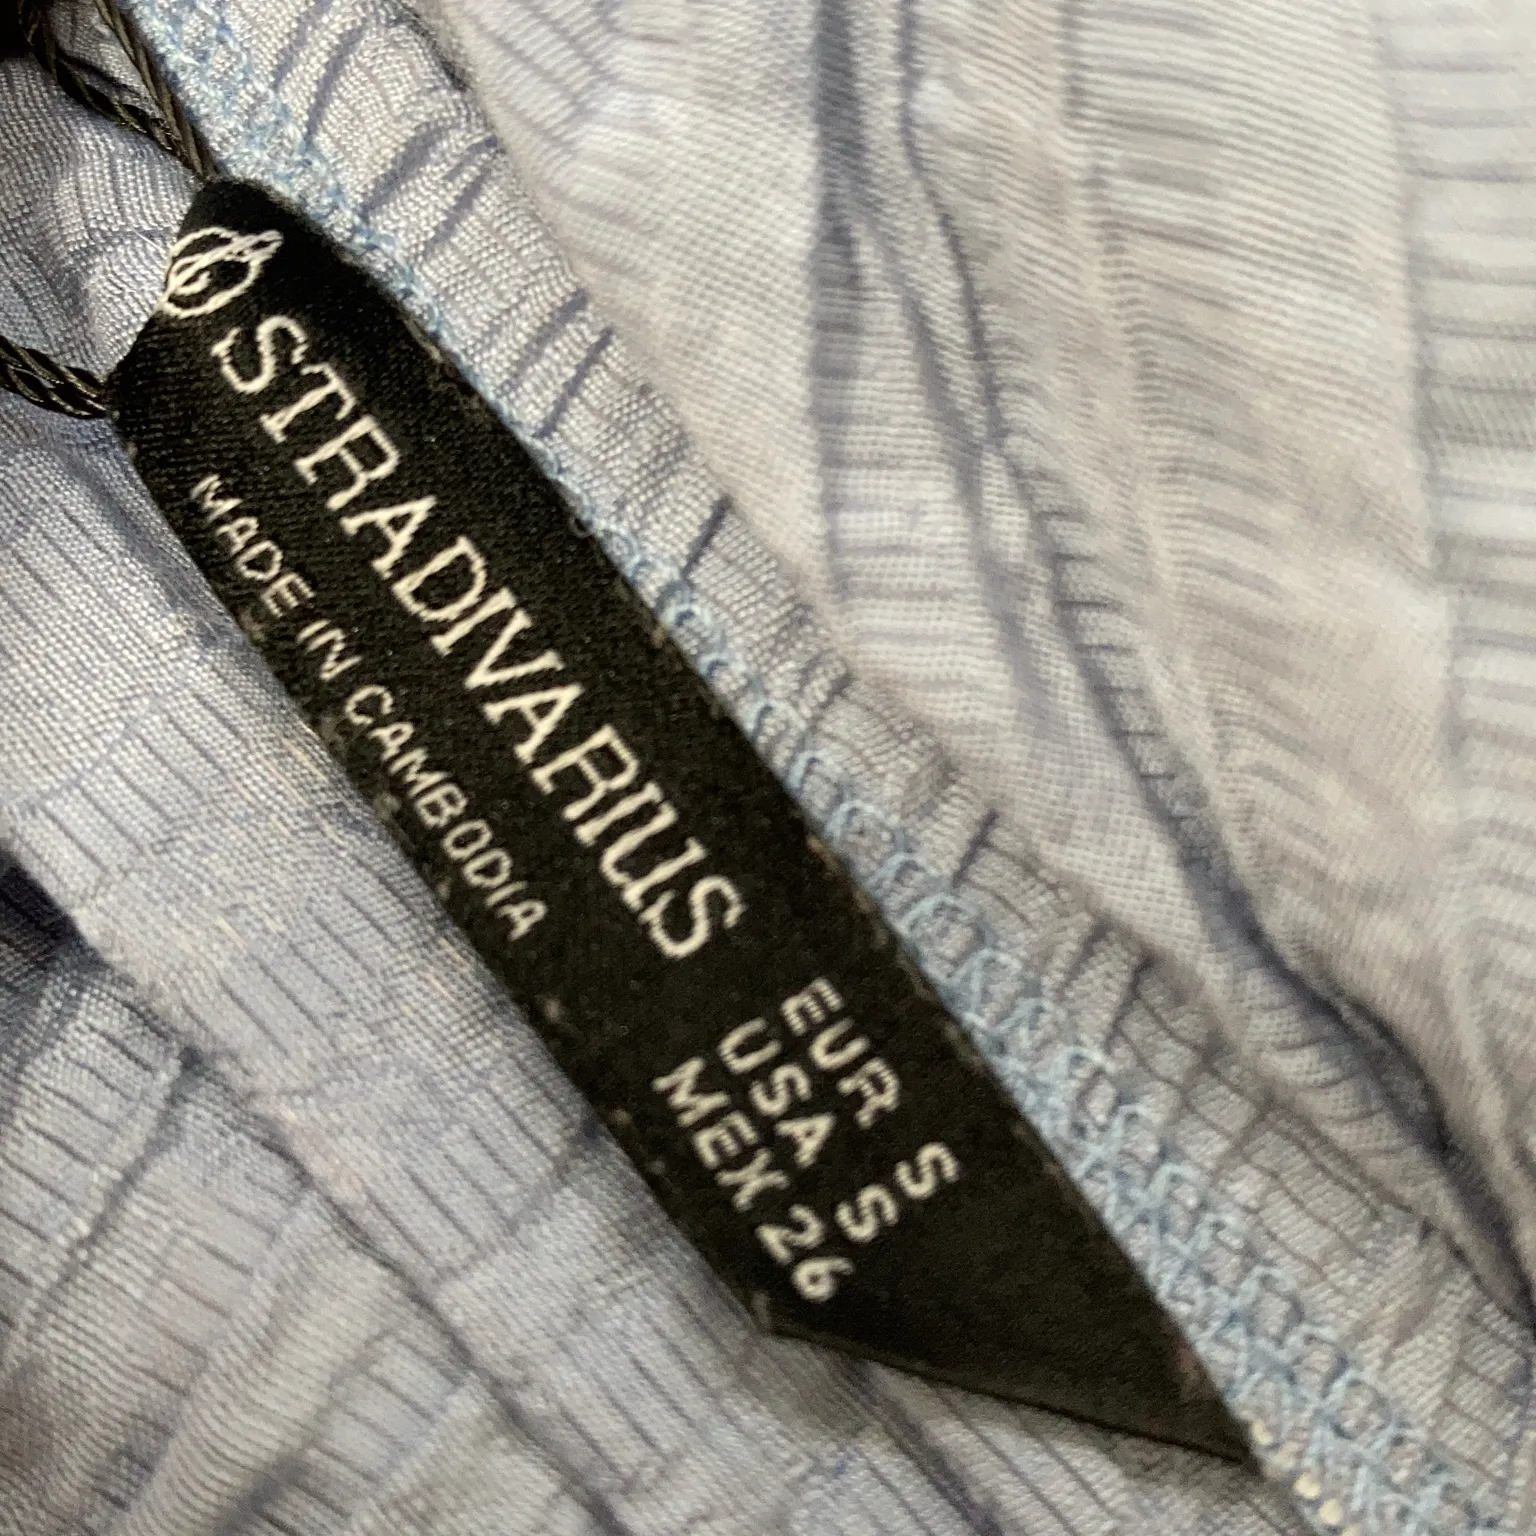 STRADIVARIUS
MADE IN CAMBODIA
EUR S
USA S
MEX 26